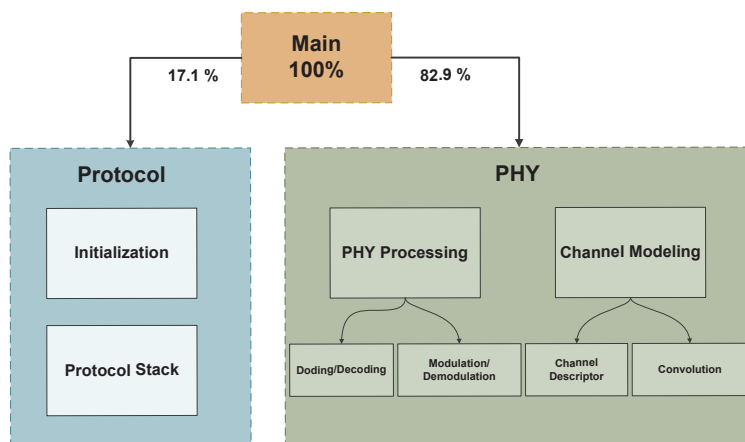 Main
100%
17.1 %
82.9 %
Protocol
PHY
Initialization
PHY Processing
Channel Modeling
Protocol Stack
Doding/Decoding
Modulation/
Demodulation
Channel
Descriptor
Convolution